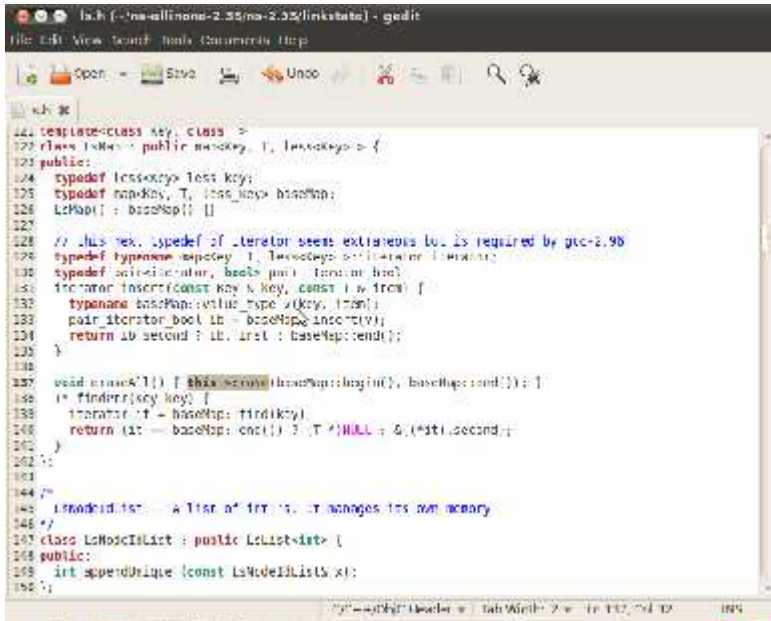 ls.h (~/ns-allinone-2.35/ns-2.35/linkstate) - gedit
File Edit View Search Tools Documents Help
Open Save Undo
ls.h
121 template<class Key, class T>
122 class LsMap : public map<Key, T, less<Key> > {
123 public:
124 typedef less<Key> less_key;
125 typedef map<Key, T, less_key> baseMap;
126 LsMap() : baseMap() {}
127
128 // this next typedef of iterator seems extraneous but is required by gcc-2.96
129 typedef typename map<Key, T, less<Key> >::iterator iterator;
130 typedef pair<iterator, bool> pair_iterator_bool;
131 iterator insert(const Key & key, const T & item) {
132 typename baseMap::value_type v(key, item);
133 pair_iterator_bool ib = baseMap::insert(v);
134 return ib.second ? ib.first : baseMap::end();
135 }
136
137 void eraseAll() { this->erase(baseMap::begin(), baseMap::end()); }
138 T* findPtr(Key key) {
139 iterator it = baseMap::find(key);
140 return (it == baseMap::end()) ? (T *)NULL : &((*it).second);
141 }
142 };
143
144 /*
145 LsNodeIdList -- A list of int's. It manages its own memory
146 */
147 class LsNodeIdList : public LsList<int> {
148 public:
149 int appendUnique (const LsNodeIdList& x);
150 };
C/C++/ObjC Header Tab Width: 2 Ln 137, Col 32 INS